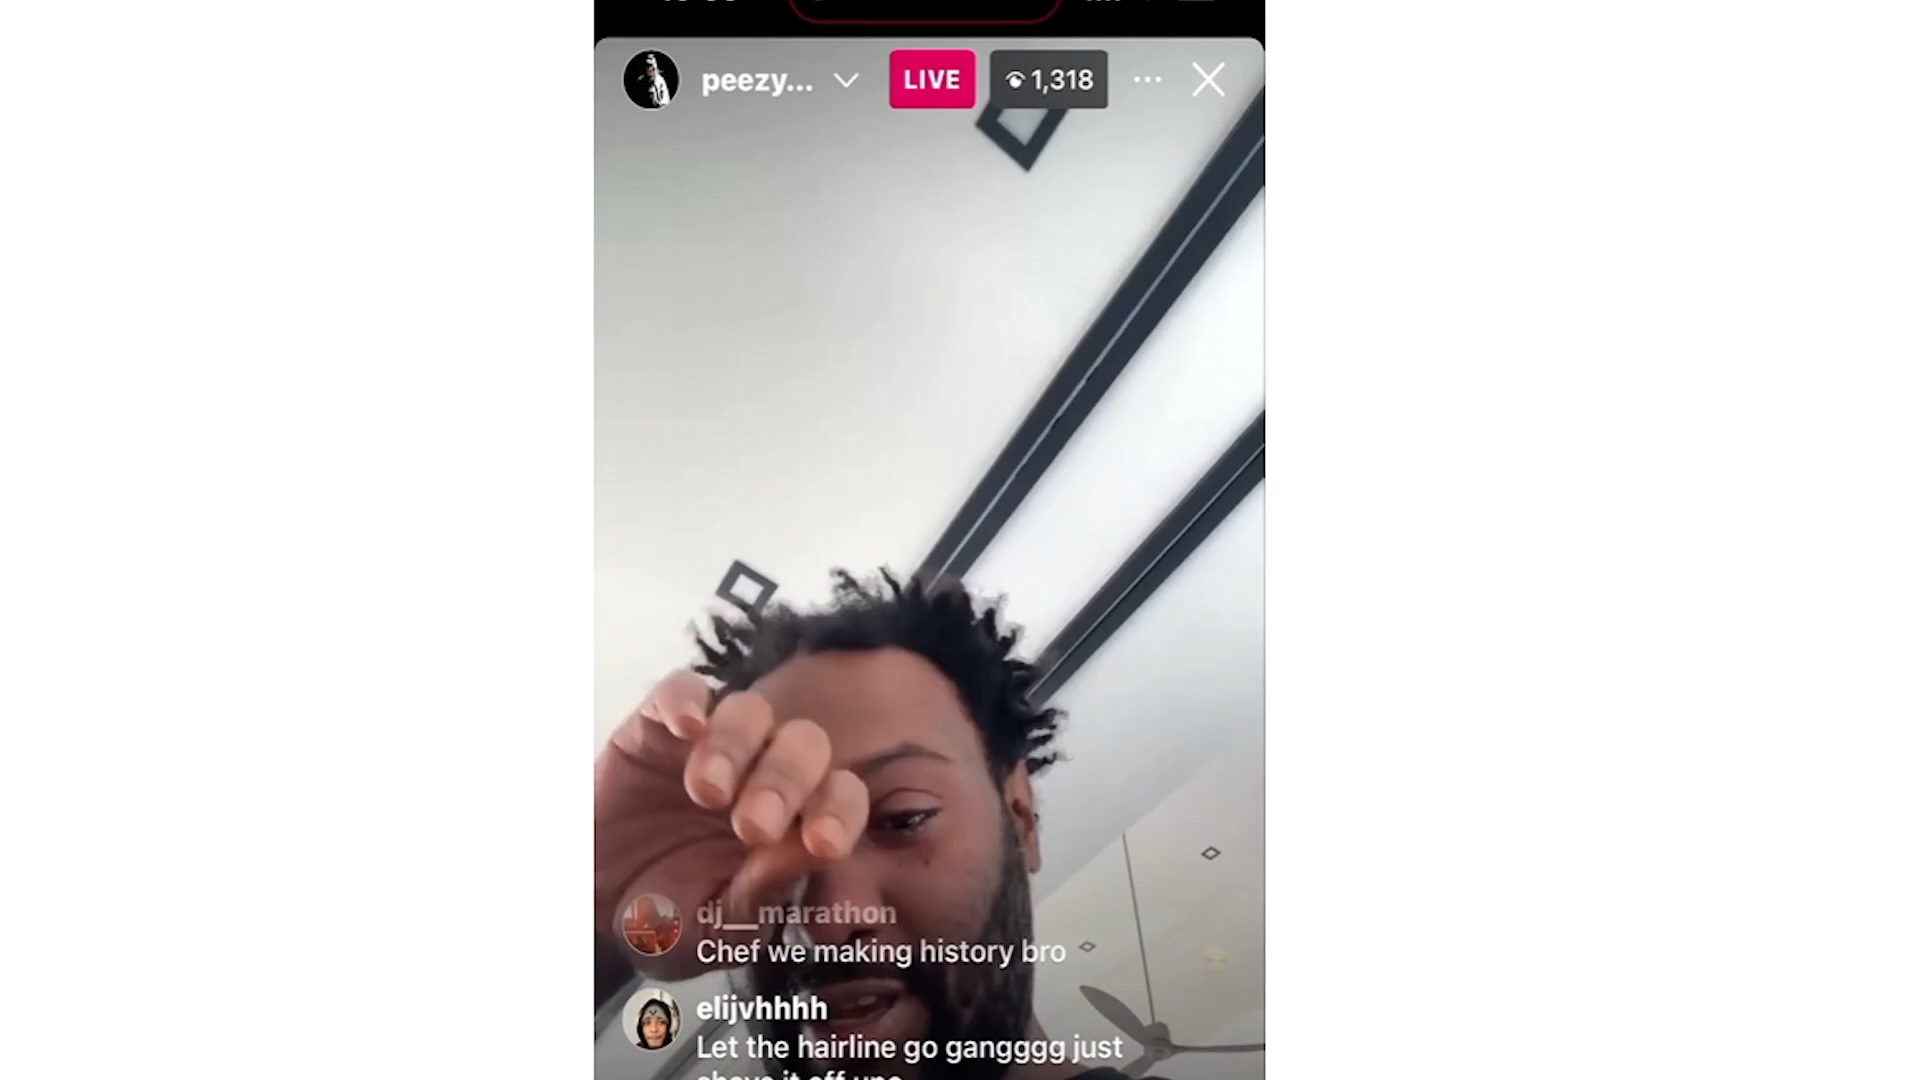 peezy...
LIVE
1,318
dj__marathon
Chef we making history bro
elijvhhhh
Let the hairline go gangggg just